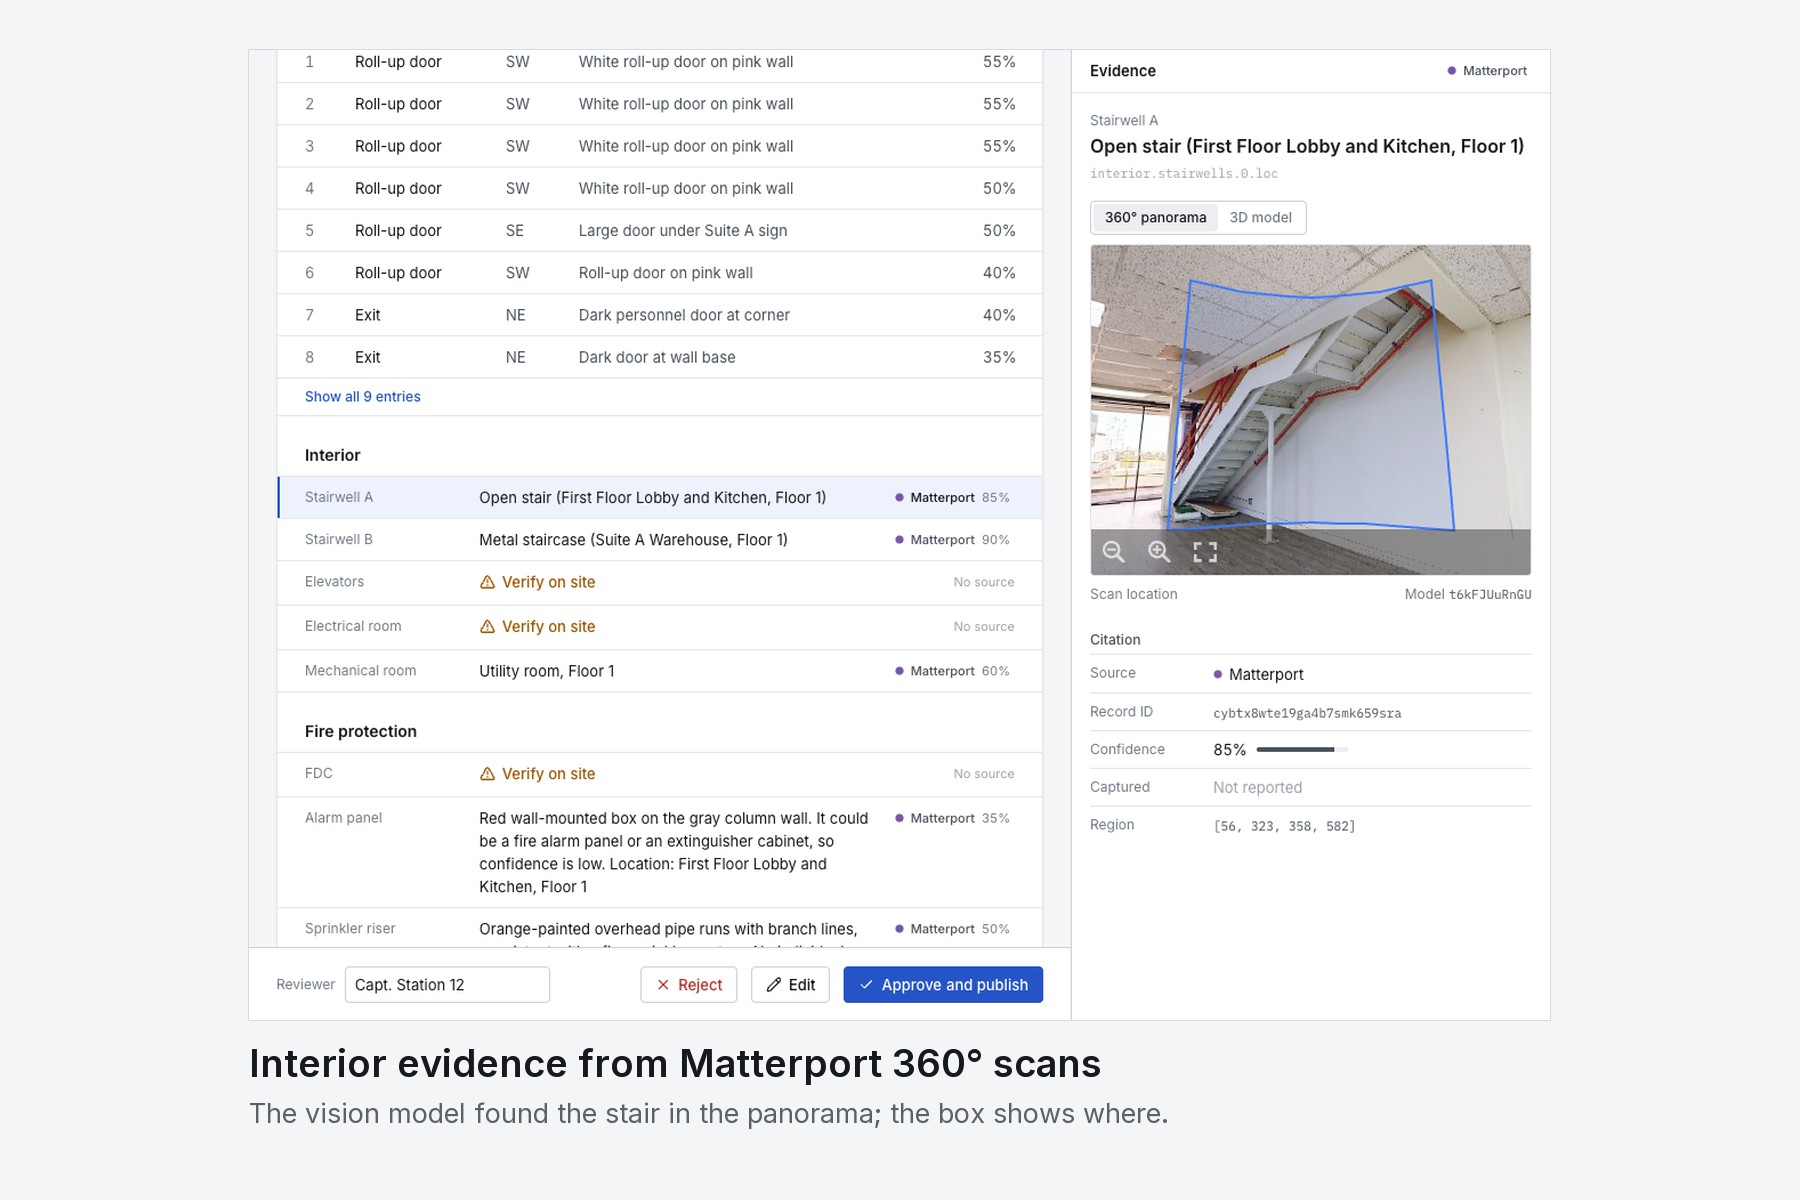 1 Roll-up door SW White roll-up door on pink wall 55%
2 Roll-up door SW White roll-up door on pink wall 55%
3 Roll-up door SW White roll-up door on pink wall 55%
4 Roll-up door SW White roll-up door on pink wall 50%
5 Roll-up door SE Large door under Suite A sign 50%
6 Roll-up door SW Roll-up door on pink wall 40%
7 Exit NE Dark personnel door at corner 40%
8 Exit NE Dark door at wall base 35%
Show all 9 entries
Interior
Stairwell A Open stair (First Floor Lobby and Kitchen, Floor 1) Matterport 85%
Stairwell B Metal staircase (Suite A Warehouse, Floor 1) Matterport 90%
Elevators Verify on site No source
Electrical room Verify on site No source
Mechanical room Utility room, Floor 1 Matterport 60%
Fire protection
FDC Verify on site No source
Alarm panel Red wall-mounted box on the gray column wall. It could Matterport 35%
be a fire alarm panel or an extinguisher cabinet, so
confidence is low. Location: First Floor Lobby and
Kitchen, Floor 1
Sprinkler riser Orange-painted overhead pipe runs with branch lines, Matterport 50%
Reviewer Capt. Station 12 Reject Edit Approve and publish
Evidence Matterport
Stairwell A
Open stair (First Floor Lobby and Kitchen, Floor 1)
interior.stairwells.0.loc
360° panorama 3D model
Scan location Model t6kFJUuRnGU
Citation
Source Matterport
Record ID cybtx8wte19ga4b7smk659sra
Confidence 85%
Captured Not reported
Region [56, 323, 358, 582]
Interior evidence from Matterport 360° scans
The vision model found the stair in the panorama; the box shows where.